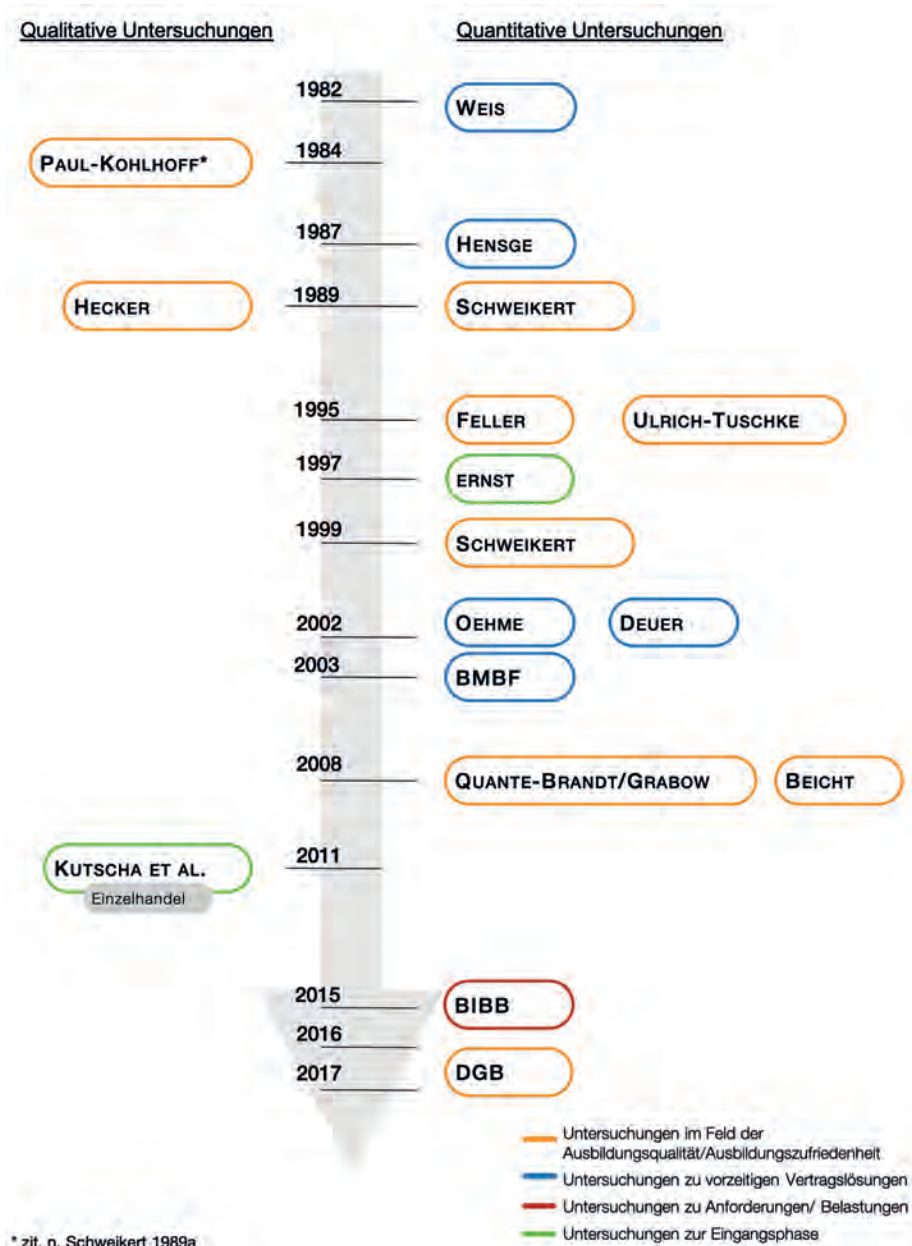 Qualitative Untersuchungen
Quantitative Untersuchungen
1982
WEIS
PAUL-KOHLHOFF*
1984
1987
HENSGE
HECKER
1989
SCHWEIKERT
1995
FELLER
ULRICH-TUSCHKE
1997
ERNST
1999
SCHWEIKERT
2002
OEHME
DEUER
2003
BMBF
2008
QUANTE-BRANDT/GRABOW
BEICHT
KUTSCHA ET AL.
2011
Einzelhandel
2015
BIBB
2016
2017
DGB
Untersuchungen im Feld der
Ausbildungsqualität/Ausbildungszufriedenheit
Untersuchungen zu vorzeitigen Vertragslösungen
Untersuchungen zu Anforderungen/ Belastungen
Untersuchungen zur Eingangsphase
* zit. n. Schweikert 1989a